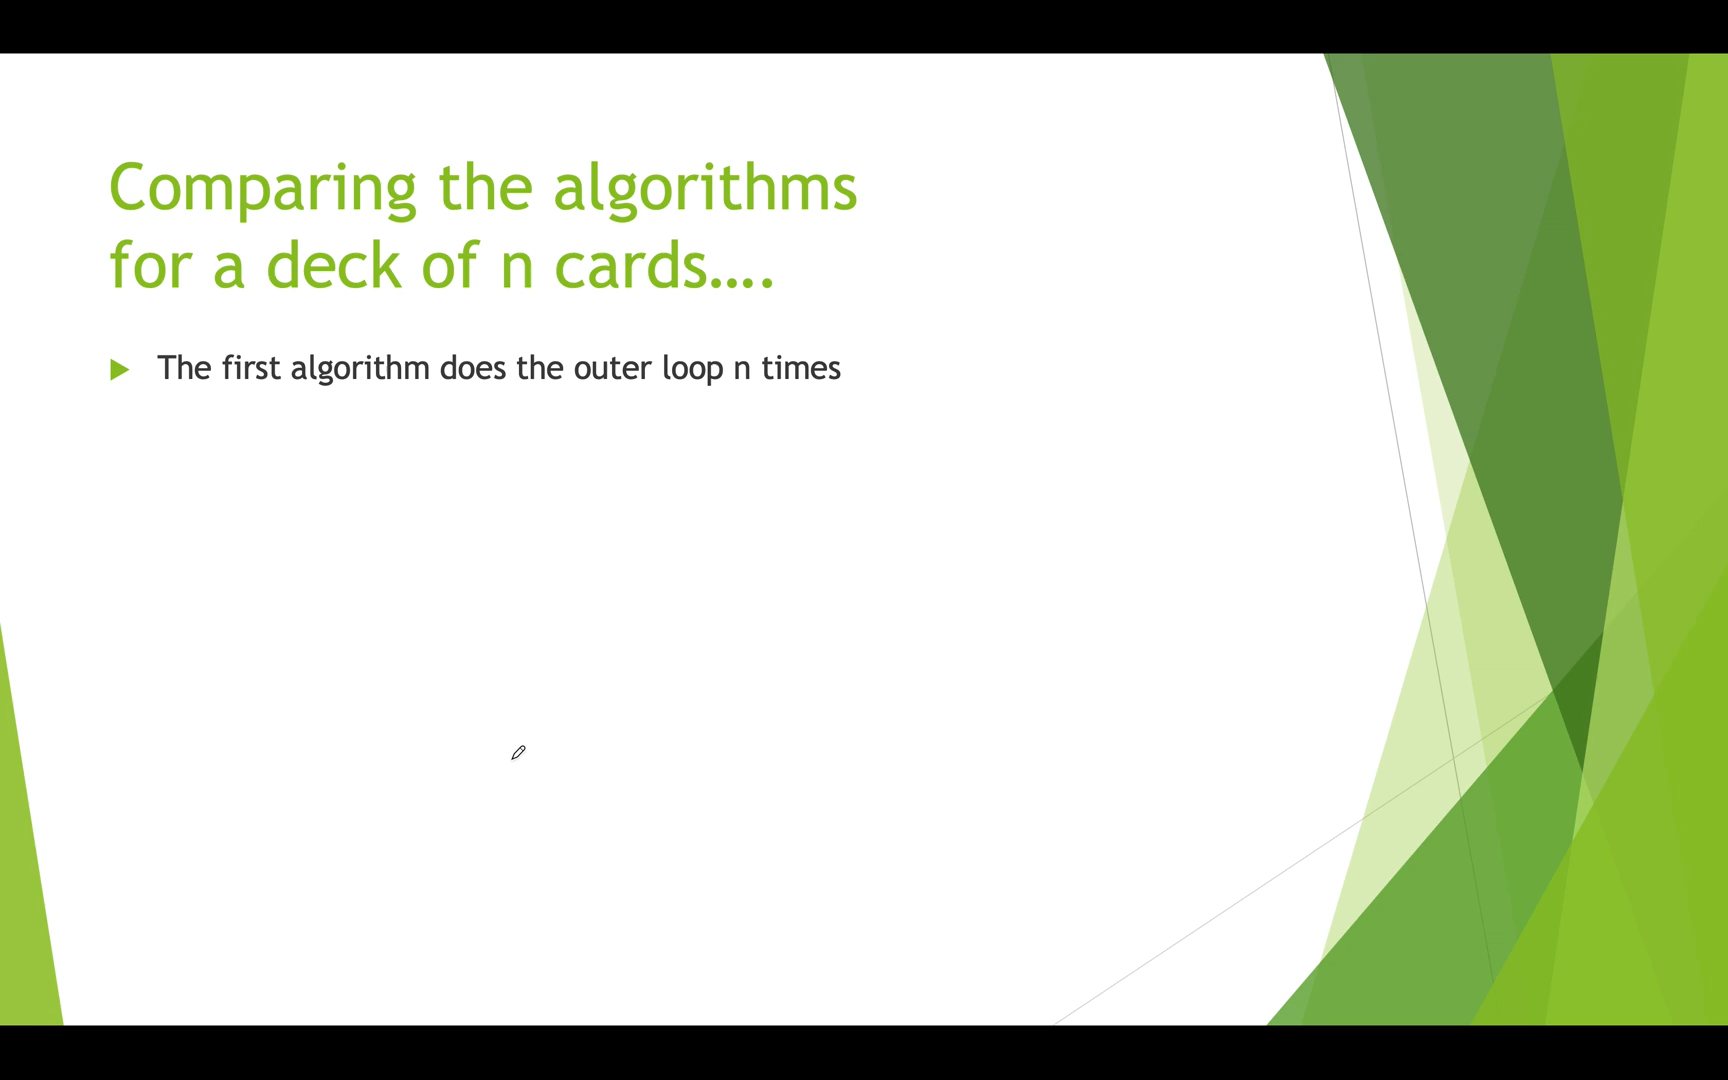 Comparing the algorithms
for a deck of n cards....
The first algorithm does the outer loop n times